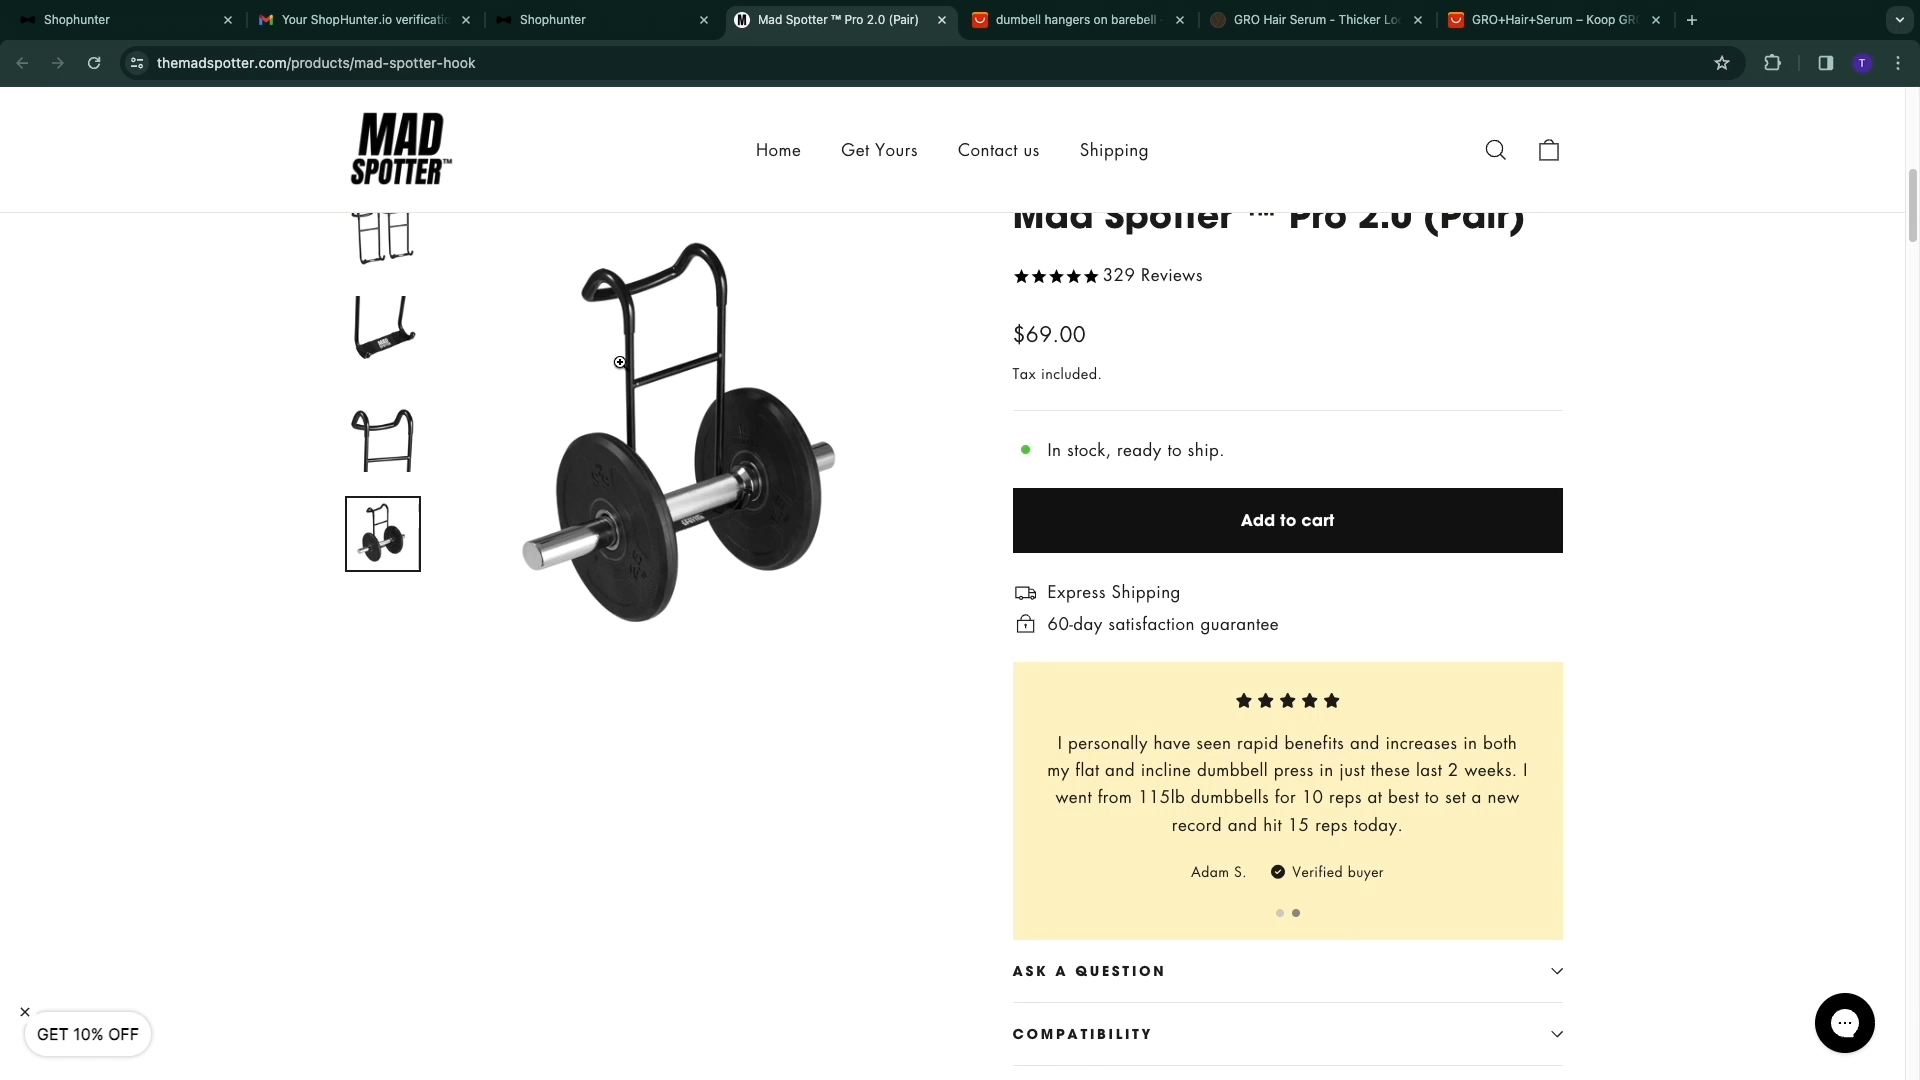 Shophunter
Your ShopHunter.io verificatio
Shophunter
Mad Spotter ™ Pro 2.0 (Pair)
dumbell hangers on barebell
GRO Hair Serum - Thicker Lo
GRO+Hair+Serum – Koop GR
themadspotter.com/products/mad-spotter-hook
T
MAD
SPOTTER™
Home
Get Yours
Contact us
Shipping
Mad Spotter ™ Pro 2.0 (Pair)
329 Reviews
$69.00
Tax included.
In stock, ready to ship.
Add to cart
Express Shipping
60-day satisfaction guarantee
I personally have seen rapid benefits and increases in both
my flat and incline dumbbell press in just these last 2 weeks. I
went from 115lb dumbbells for 10 reps at best to set a new
record and hit 15 reps today.
Adam S.
Verified buyer
ASK A QUESTION
COMPATIBILITY
GET 10% OFF